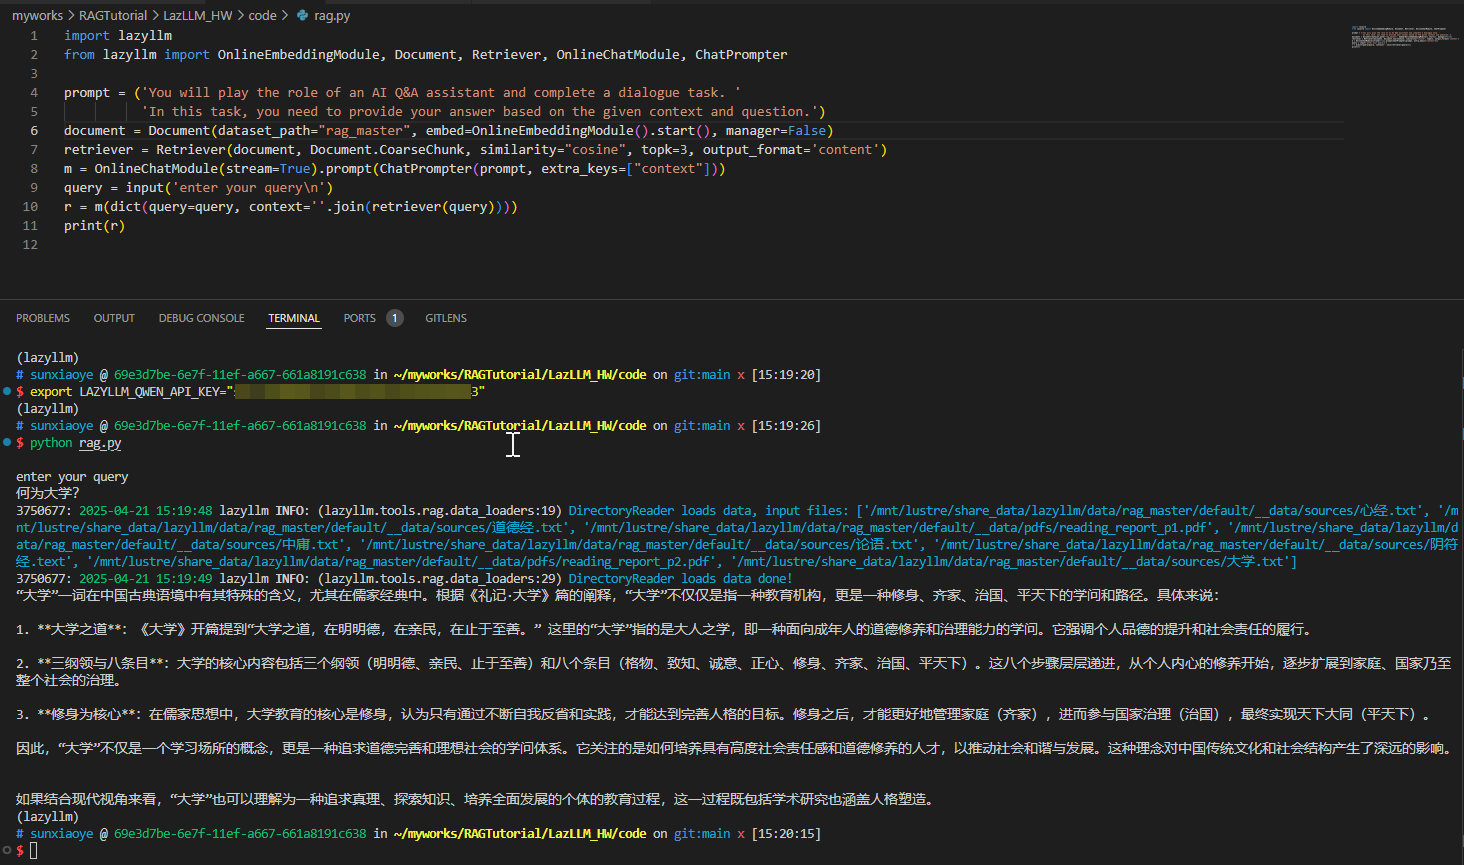 myworks > RAGTutorial > LazLLM_HW > code > rag.py
1 import lazyllm
2 from lazyllm import OnlineEmbeddingModule, Document, Retriever, OnlineChatModule, ChatPrompter
3
4 prompt = ('You will play the role of an AI Q&A assistant and complete a dialogue task. '
5 'In this task, you need to provide your answer based on the given context and question.')
6 document = Document(dataset_path="rag_master", embed=OnlineEmbeddingModule().start(), manager=False)
7 retriever = Retriever(document, Document.CoarseChunk, similarity="cosine", topk=3, output_format='content')
8 m = OnlineChatModule(stream=True).prompt(ChatPrompter(prompt, extra_keys=["context"]))
9 query = input('enter your query\n')
10 r = m(dict(query=query, context=''.join(retriever(query))))
11 print(r)
12
PROBLEMS OUTPUT DEBUG CONSOLE TERMINAL PORTS 1 GITLENS
(lazyllm)
# sunxiaoye @ 69e3d7be-6e7f-11ef-a667-661a8191c638 in ~/myworks/RAGTutorial/LazLLM_HW/code on git:main x [15:19:20]
$ export LAZYLLM_QWEN_API_KEY=" 3"
(lazyllm)
# sunxiaoye @ 69e3d7be-6e7f-11ef-a667-661a8191c638 in ~/myworks/RAGTutorial/LazLLM_HW/code on git:main x [15:19:26]
$ python rag.py
enter your query
何为大学?
3750677: 2025-04-21 15:19:48 lazyllm INFO: (lazyllm.tools.rag.data_loaders:19) DirectoryReader loads data, input files: ['/mnt/lustre/share_data/lazyllm/data/rag_master/default/__data/sources/心经.txt', '/m
nt/lustre/share_data/lazyllm/data/rag_master/default/__data/sources/道德经.txt', '/mnt/lustre/share_data/lazyllm/data/rag_master/default/__data/pdfs/reading_report_p1.pdf', '/mnt/lustre/share_data/lazyllm/d
ata/rag_master/default/__data/sources/中庸.txt', '/mnt/lustre/share_data/lazyllm/data/rag_master/default/__data/sources/论语.txt', '/mnt/lustre/share_data/lazyllm/data/rag_master/default/__data/sources/阴符
经.text', '/mnt/lustre/share_data/lazyllm/data/rag_master/default/__data/pdfs/reading_report_p2.pdf', '/mnt/lustre/share_data/lazyllm/data/rag_master/default/__data/sources/大学.txt']
3750677: 2025-04-21 15:19:49 lazyllm INFO: (lazyllm.tools.rag.data_loaders:29) DirectoryReader loads data done!
“大学”一词在中国古典语境中有其特殊的含义，尤其在儒家经典中。根据《礼记·大学》篇的阐释，“大学”不仅仅是指一种教育机构，更是一种修身、齐家、治国、平天下的学问和路径。具体来说：
1. **大学之道**：《大学》开篇提到“大学之道，在明明德，在亲民，在止于至善。” 这里的“大学”指的是大人之学，即一种面向成年人的道德修养和治理能力的学问。它强调个人品德的提升和社会责任的履行。
2. **三纲领与八条目**：大学的核心内容包括三个纲领（明明德、亲民、止于至善）和八个条目（格物、致知、诚意、正心、修身、齐家、治国、平天下）。这八个步骤层层递进，从个人内心的修养开始，逐步扩展到家庭、国家乃至
整个社会的治理。
3. **修身为核心**：在儒家思想中，大学教育的核心是修身，认为只有通过不断自我反省和实践，才能达到完善人格的目标。修身之后，才能更好地管理家庭（齐家），进而参与国家治理（治国），最终实现天下大同（平天下）。
因此，“大学”不仅是一个学习场所的概念，更是一种追求道德完善和理想社会的学问体系。它关注的是如何培养具有高度社会责任感和道德修养的人才，以推动社会和谐与发展。这种理念对中国传统文化和社会结构产生了深远的影响。
如果结合现代视角来看，“大学”也可以理解为一种追求真理、探索知识、培养全面发展的个体的教育过程，这一过程既包括学术研究也涵盖人格塑造。
(lazyllm)
# sunxiaoye @ 69e3d7be-6e7f-11ef-a667-661a8191c638 in ~/myworks/RAGTutorial/LazLLM_HW/code on git:main x [15:20:15]
$